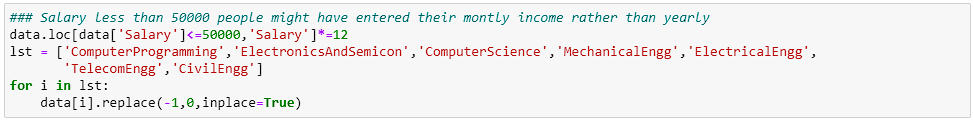 ### Salary less than 50000 people might have entered their montly income rather than yearly
data.loc[data['Salary']<=50000,'Salary']*=12
lst = ['ComputerProgramming','ElectronicsAndSemicon','ComputerScience','MechanicalEngg','ElectricalEngg',
       'TelecomEngg','CivilEngg']
for i in lst:
    data[i].replace(-1,0,inplace=True)